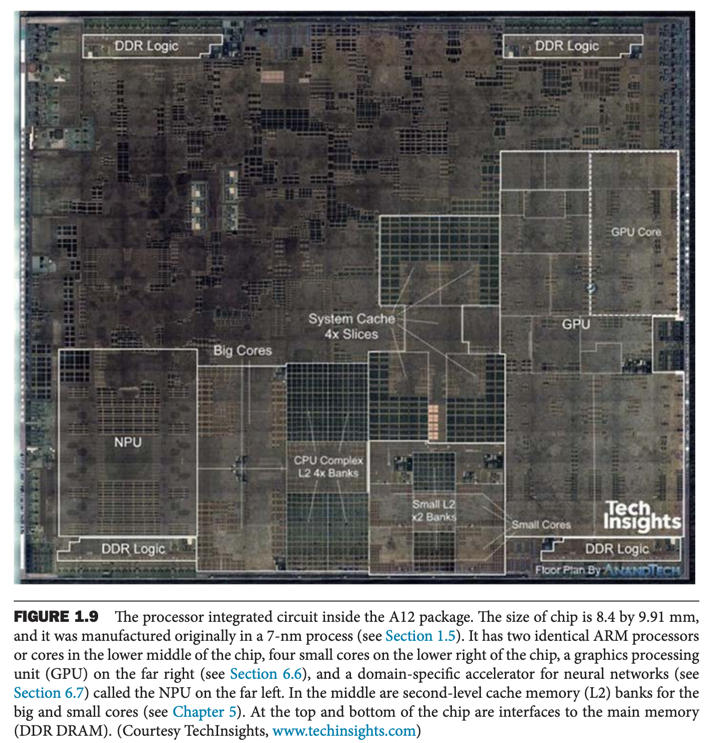 DDR Logic
DDR Logic
GPU Core
System Cache
4x Slices
GPU
Big Cores
NPU
CPU Complex
L2 4x Banks
Small L2
x2 Banks
Small Cores
Tech
Insights
DDR Logic
DDR Logic
Floor Plan By ANANDTECH
FIGURE 1.9 The processor integrated circuit inside the A12 package. The size of chip is 8.4 by 9.91 mm,
and it was manufactured originally in a 7-nm process (see Section 1.5). It has two identical ARM processors
or cores in the lower middle of the chip, four small cores on the lower right of the chip, a graphics processing
unit (GPU) on the far right (see Section 6.6), and a domain-specific accelerator for neural networks (see
Section 6.7) called the NPU on the far left. In the middle are second-level cache memory (L2) banks for the
big and small cores (see Chapter 5). At the top and bottom of the chip are interfaces to the main memory
(DDR DRAM). (Courtesy TechInsights, www.techinsights.com)